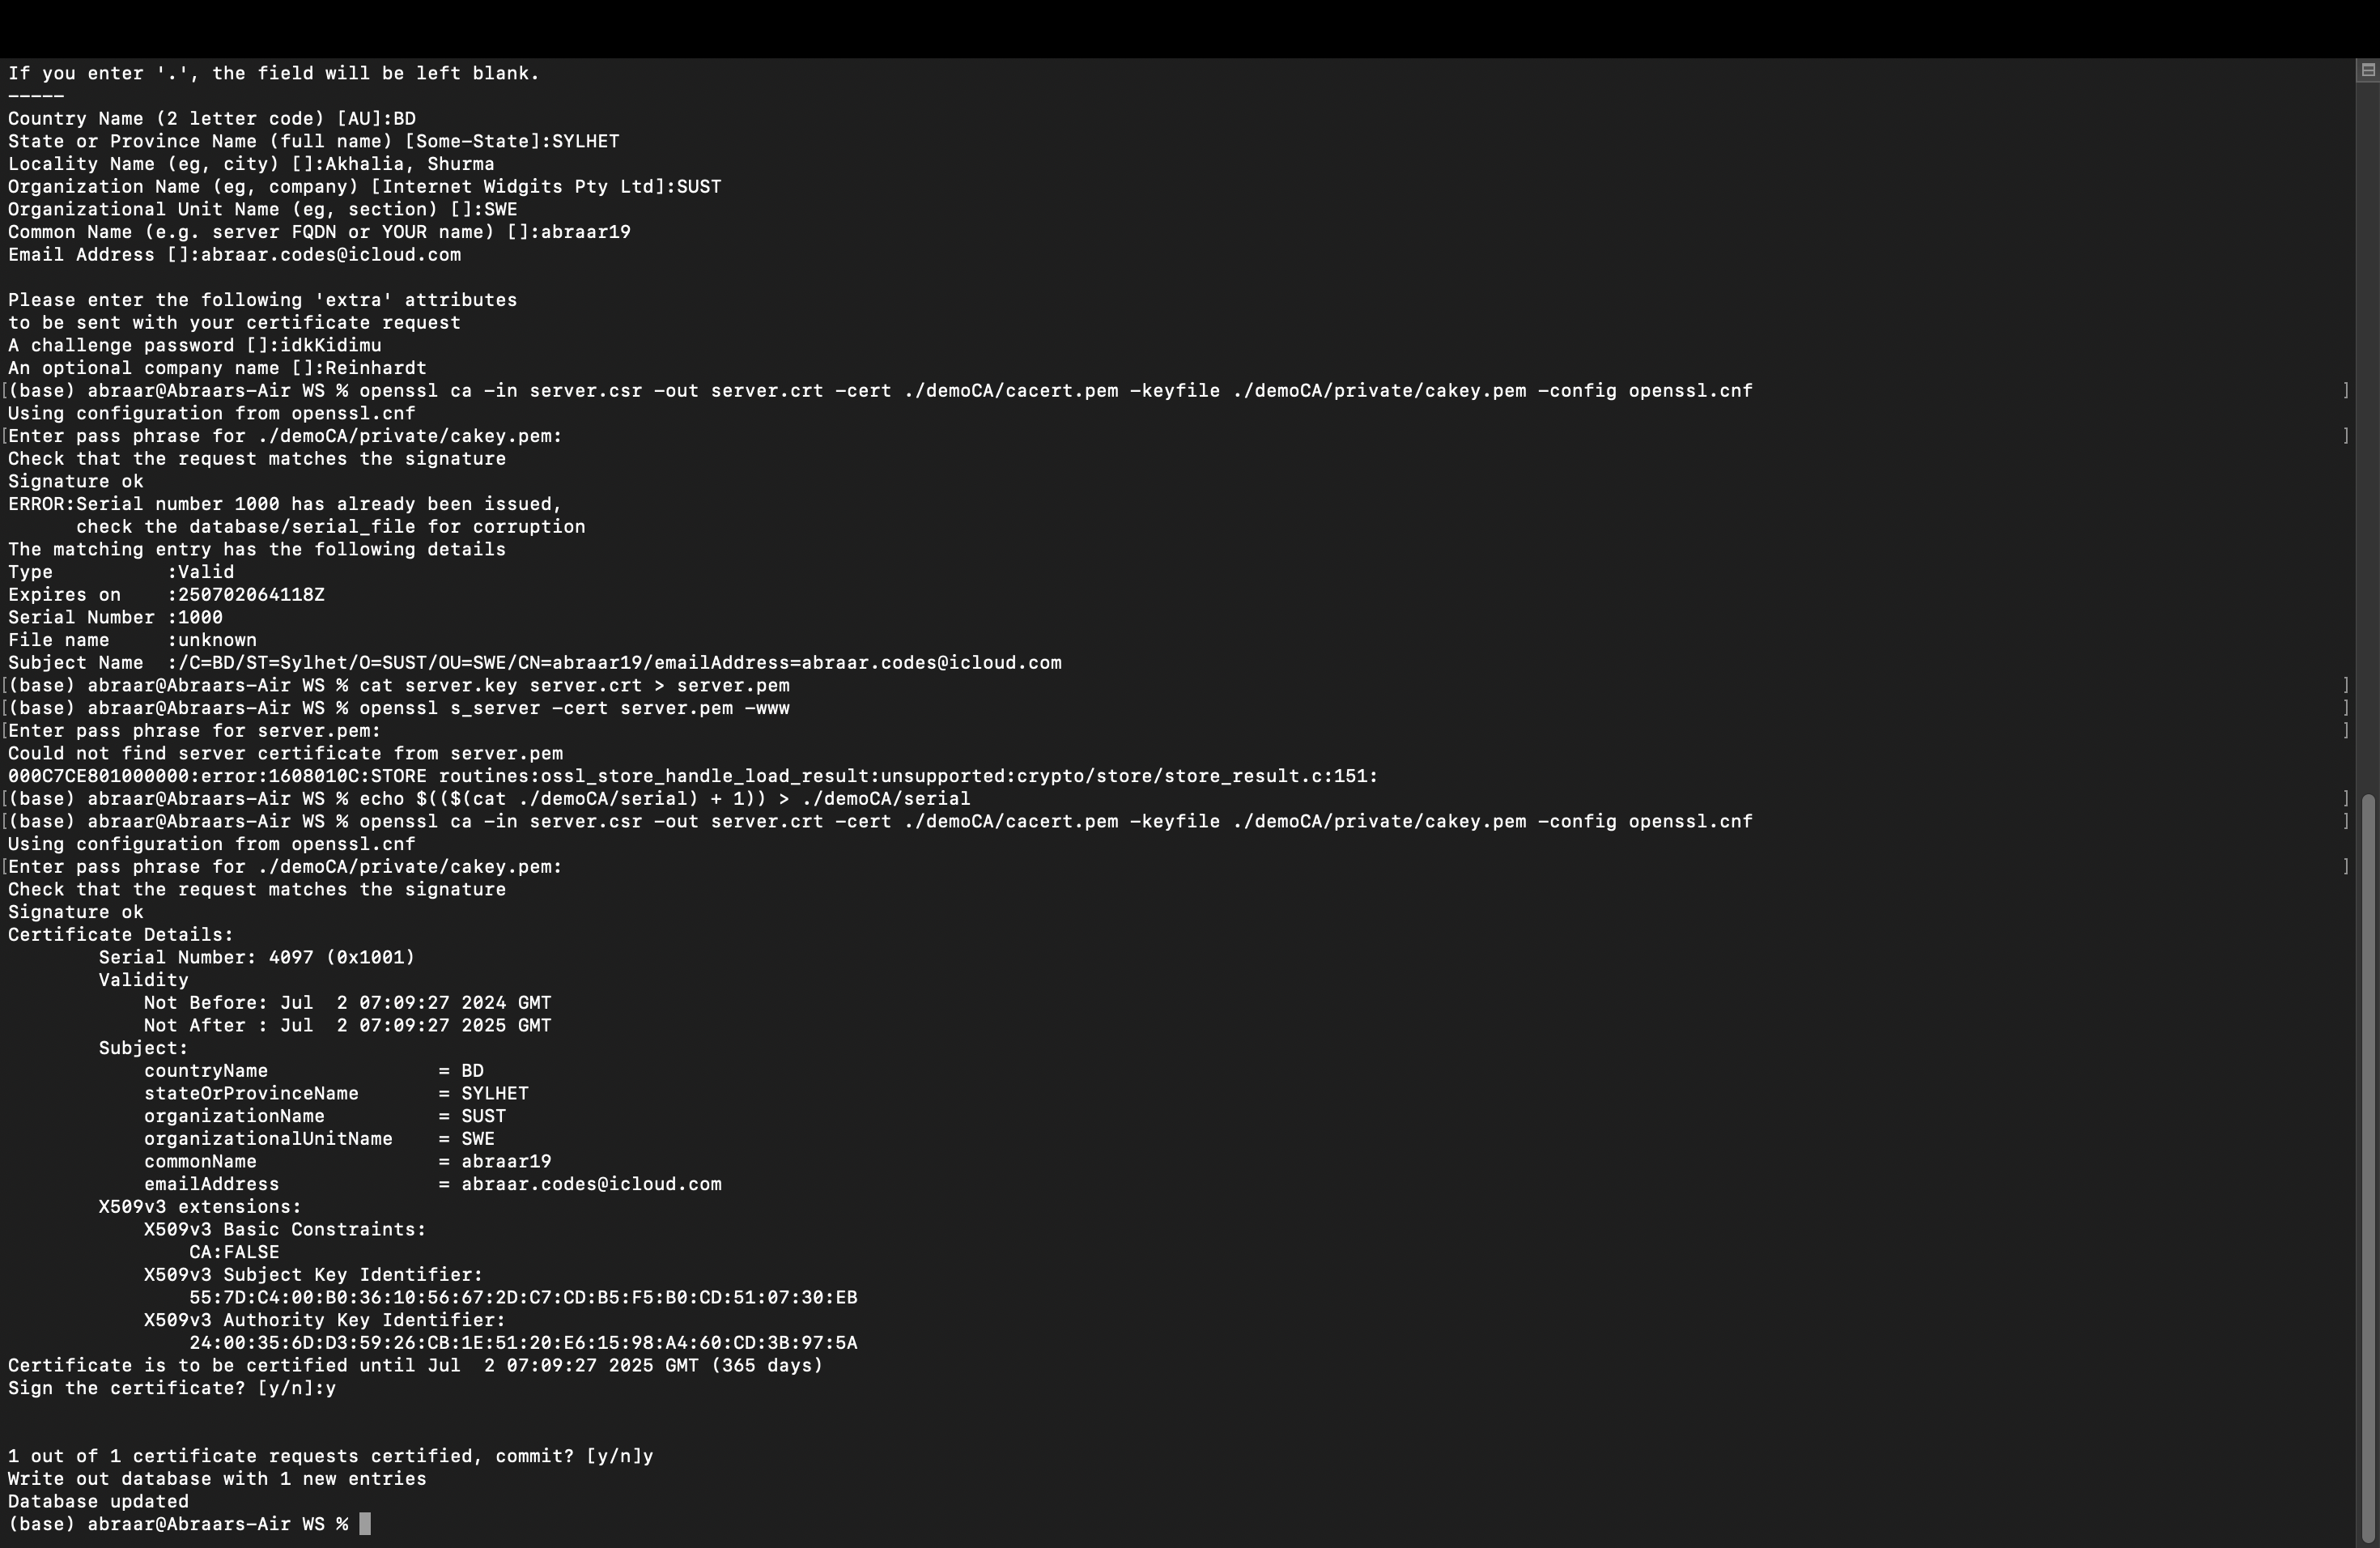 If you enter '.', the field will be left blank.
-----
Country Name (2 letter code) [AU]:BD
State or Province Name (full name) [Some-State]:SYLHET
Locality Name (eg, city) []:Akhalia, Shurma
Organization Name (eg, company) [Internet Widgits Pty Ltd]:SUST
Organizational Unit Name (eg, section) []:SWE
Common Name (e.g. server FQDN or YOUR name) []:abraar19
Email Address []:abraar.codes@icloud.com

Please enter the following 'extra' attributes
to be sent with your certificate request
A challenge password []:idkKidimu
An optional company name []:Reinhardt
[(base) abraar@Abraars-Air WS % openssl ca -in server.csr -out server.crt -cert ./demoCA/cacert.pem -keyfile ./demoCA/private/cakey.pem -config openssl.cnf ]
Using configuration from openssl.cnf
[Enter pass phrase for ./demoCA/private/cakey.pem: ]
Check that the request matches the signature
Signature ok
ERROR:Serial number 1000 has already been issued,
      check the database/serial_file for corruption
The matching entry has the following details
Type          :Valid
Expires on    :250702064118Z
Serial Number :1000
File name     :unknown
Subject Name  :/C=BD/ST=Sylhet/O=SUST/OU=SWE/CN=abraar19/emailAddress=abraar.codes@icloud.com
[(base) abraar@Abraars-Air WS % cat server.key server.crt > server.pem ]
[(base) abraar@Abraars-Air WS % openssl s_server -cert server.pem -www ]
[Enter pass phrase for server.pem: ]
Could not find server certificate from server.pem
000C7CE801000000:error:1608010C:STORE routines:ossl_store_handle_load_result:unsupported:crypto/store/store_result.c:151:
[(base) abraar@Abraars-Air WS % echo $(($(cat ./demoCA/serial) + 1)) > ./demoCA/serial ]
[(base) abraar@Abraars-Air WS % openssl ca -in server.csr -out server.crt -cert ./demoCA/cacert.pem -keyfile ./demoCA/private/cakey.pem -config openssl.cnf ]
Using configuration from openssl.cnf
[Enter pass phrase for ./demoCA/private/cakey.pem: ]
Check that the request matches the signature
Signature ok
Certificate Details:
        Serial Number: 4097 (0x1001)
        Validity
            Not Before: Jul  2 07:09:27 2024 GMT
            Not After : Jul  2 07:09:27 2025 GMT
        Subject:
            countryName               = BD
            stateOrProvinceName       = SYLHET
            organizationName          = SUST
            organizationalUnitName    = SWE
            commonName                = abraar19
            emailAddress              = abraar.codes@icloud.com
        X509v3 extensions:
            X509v3 Basic Constraints:
                CA:FALSE
            X509v3 Subject Key Identifier:
                55:7D:C4:00:B0:36:10:56:67:2D:C7:CD:B5:F5:B0:CD:51:07:30:EB
            X509v3 Authority Key Identifier:
                24:00:35:6D:D3:59:26:CB:1E:51:20:E6:15:98:A4:60:CD:3B:97:5A
Certificate is to be certified until Jul  2 07:09:27 2025 GMT (365 days)
Sign the certificate? [y/n]:y

1 out of 1 certificate requests certified, commit? [y/n]y
Write out database with 1 new entries
Database updated
(base) abraar@Abraars-Air WS %